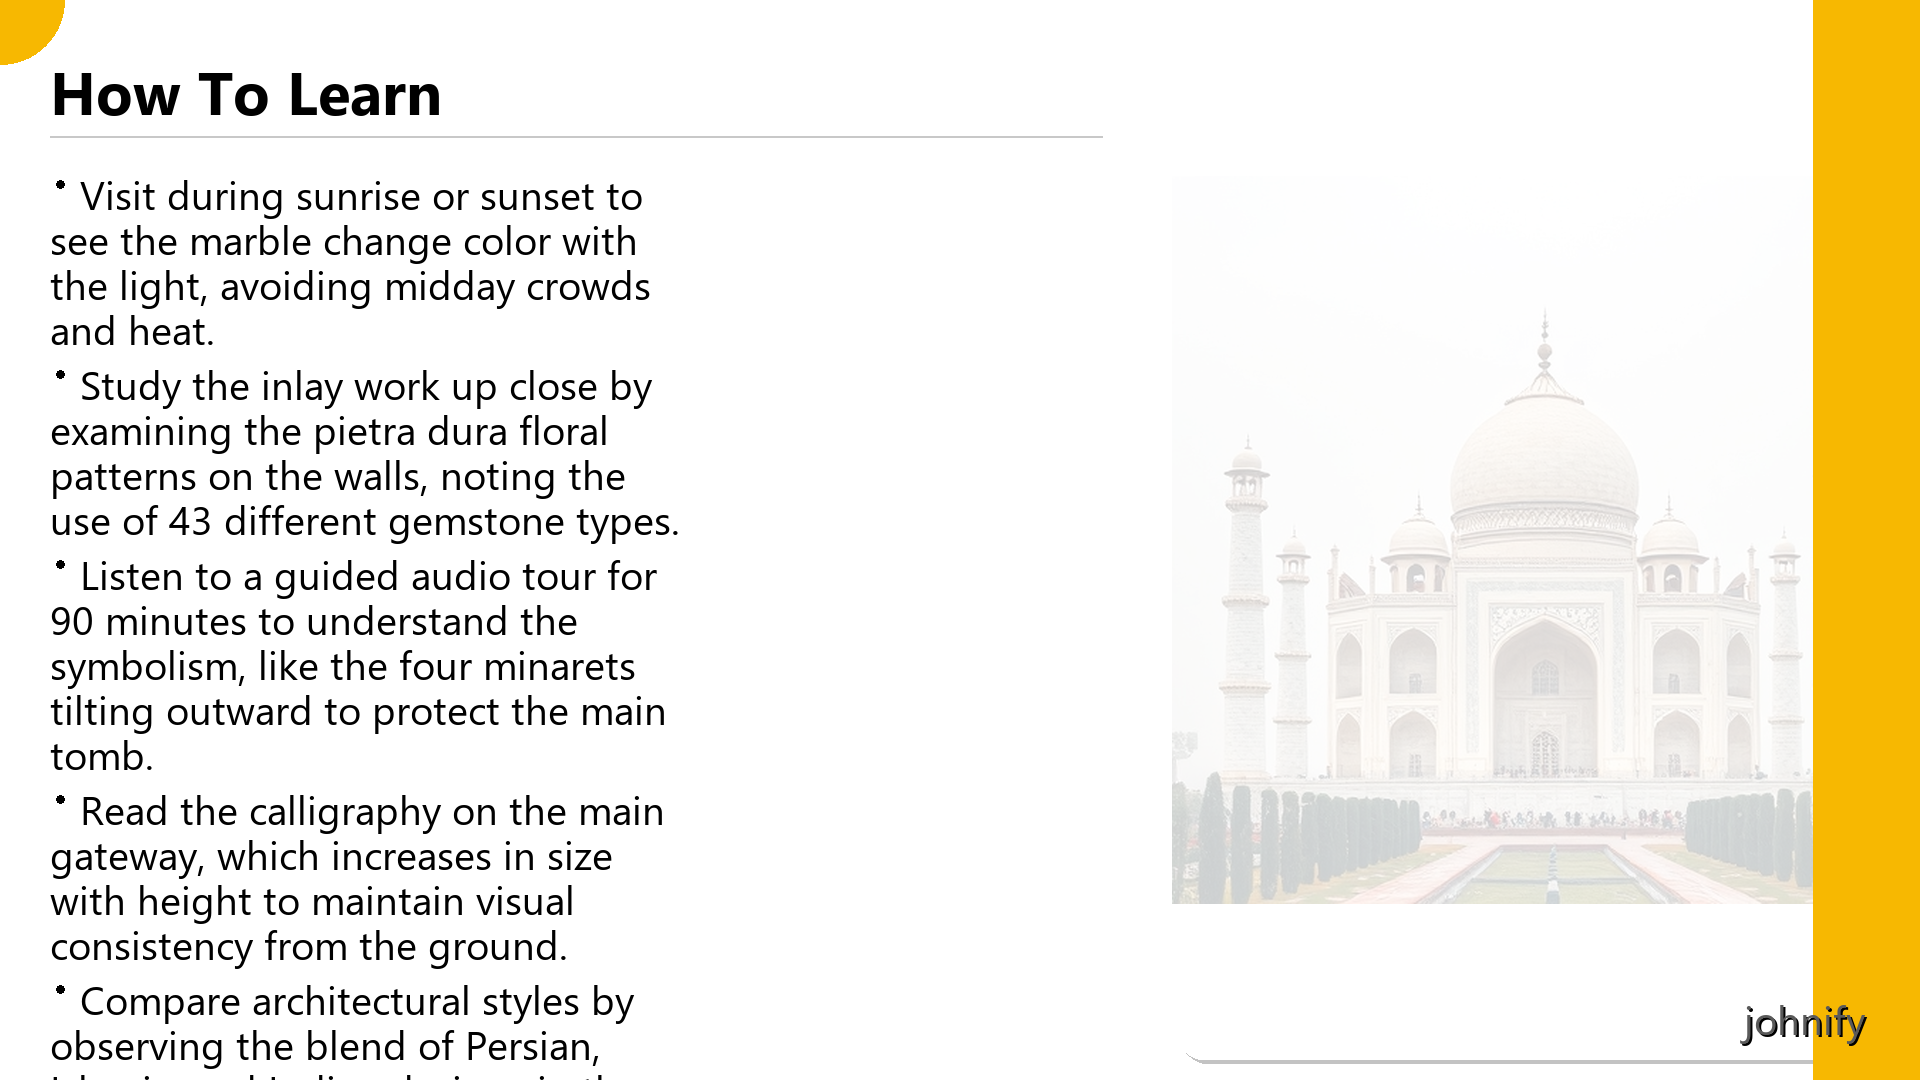 How To Learn
• Visit during sunrise or sunset to
see the marble change color with
the light, avoiding midday crowds
and heat.
• Study the inlay work up close by
examining the pietra dura floral
patterns on the walls, noting the
use of 43 different gemstone types.
• Listen to a guided audio tour for
90 minutes to understand the
symbolism, like the four minarets
tilting outward to protect the main
tomb.
• Read the calligraphy on the main
gateway, which increases in size
with height to maintain visual
consistency from the ground.
• Compare architectural styles by
observing the blend of Persian,
johnify